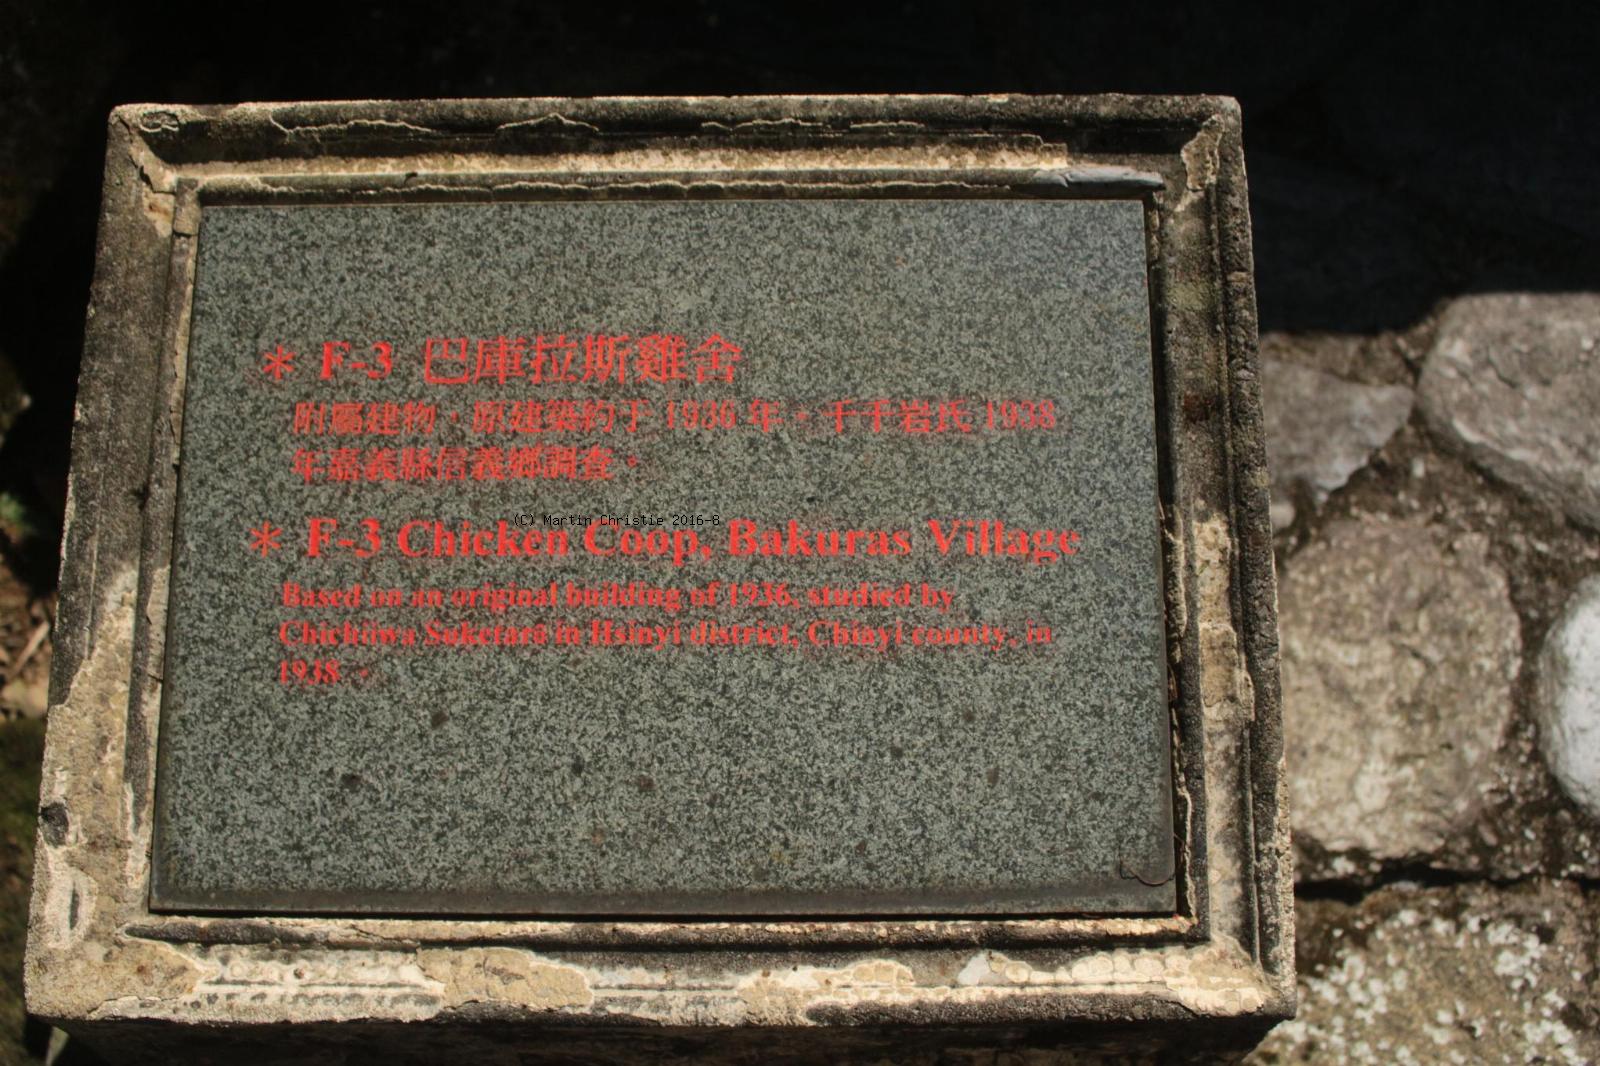 * F-3 巴庫拉斯雞舍
附屬建物，原建築約于 1936 年。千千岩氏 1938
年嘉義縣信義鄉調查。
(C) Martin Christie 2016-8
* F-3 Chicken Coop, Bakuras Village
Based on an original building of 1936, studied by
Chichiiwa Suketarō in Hsinyi district, Chiayi county, in
1938 。